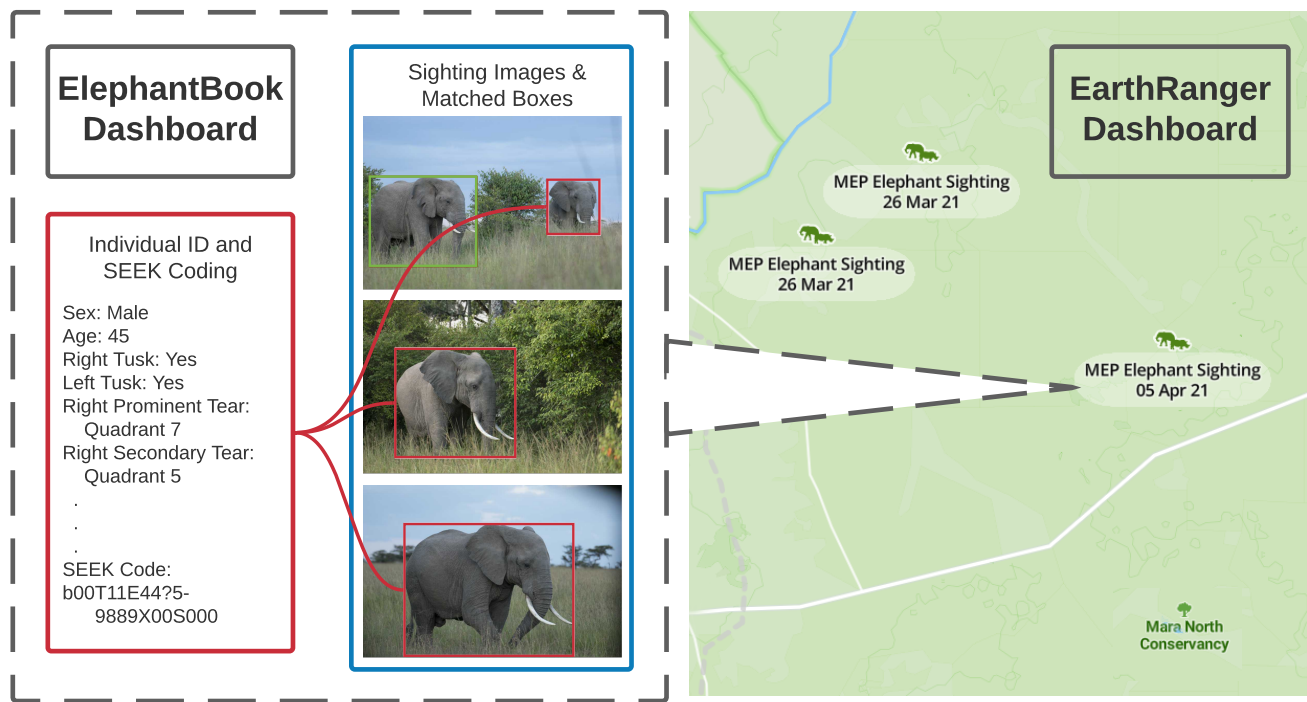 ElephantBook
Dashboard
Individual ID and
SEEK Coding
Sex: Male
Age: 45
Right Tusk: Yes
Left Tusk: Yes
Right Prominent Tear:
Quadrant 7
Right Secondary Tear:
Quadrant 5
.
.
.
SEEK Code:
b00T11E44?5-
9889X00S000
Sighting Images &
Matched Boxes
EarthRanger
Dashboard
MEP Elephant Sighting
26 Mar 21
MEP Elephant Sighting
26 Mar 21
MEP Elephant Sighting
05 Apr 21
Mara North
Conservancy